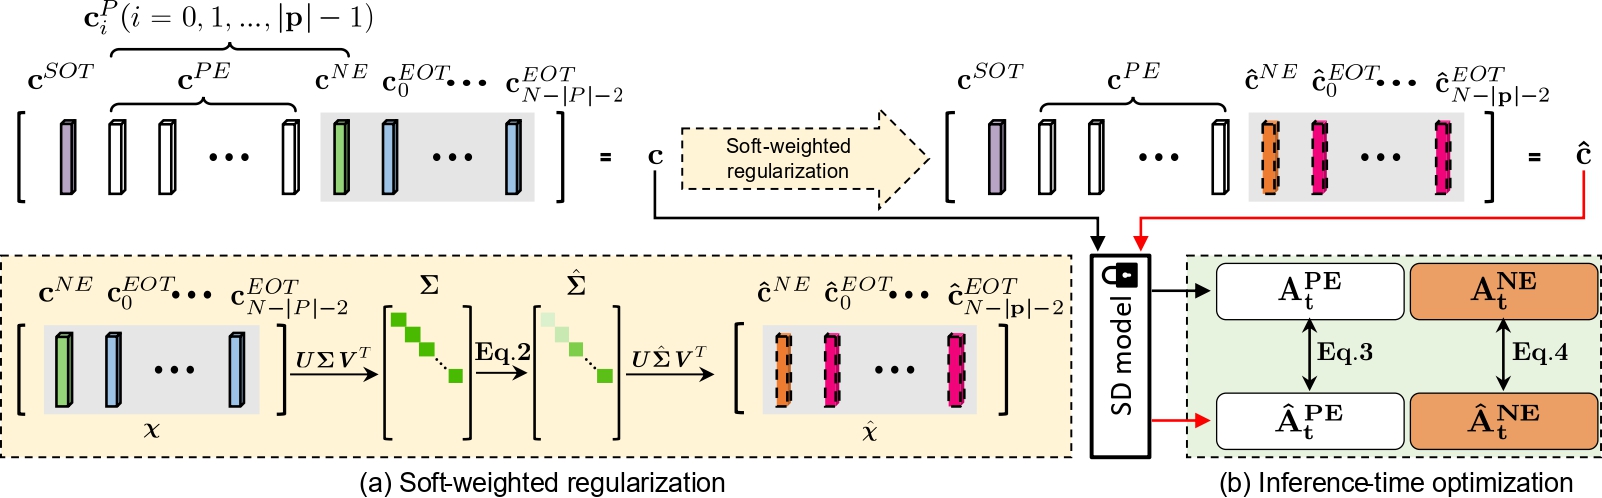 c_i^P (i = 0, 1, ..., |p| − 1)
c^{SOT} c^{PE} c^{NE} c_0^{EOT} ··· c_{N−|P|−2}^{EOT}
[ ··· ··· ] = c
Soft-weighted
regularization
c^{SOT} c^{PE} ĉ^{NE} ĉ_0^{EOT} ··· ĉ_{N−|p|−2}^{EOT}
[ ··· ··· ] = ĉ
c^{NE} c_0^{EOT} ··· c_{N−|P|−2}^{EOT}
χ
UΣV^T
Σ
Eq.2
Σ̂
UΣ̂V^T
ĉ^{NE} ĉ_0^{EOT} ··· ĉ_{N−|p|−2}^{EOT}
χ̂
SD model
A_t^{PE} A_t^{NE}
Eq.3 Eq.4
Â_t^{PE} Â_t^{NE}
(a) Soft-weighted regularization
(b) Inference-time optimization